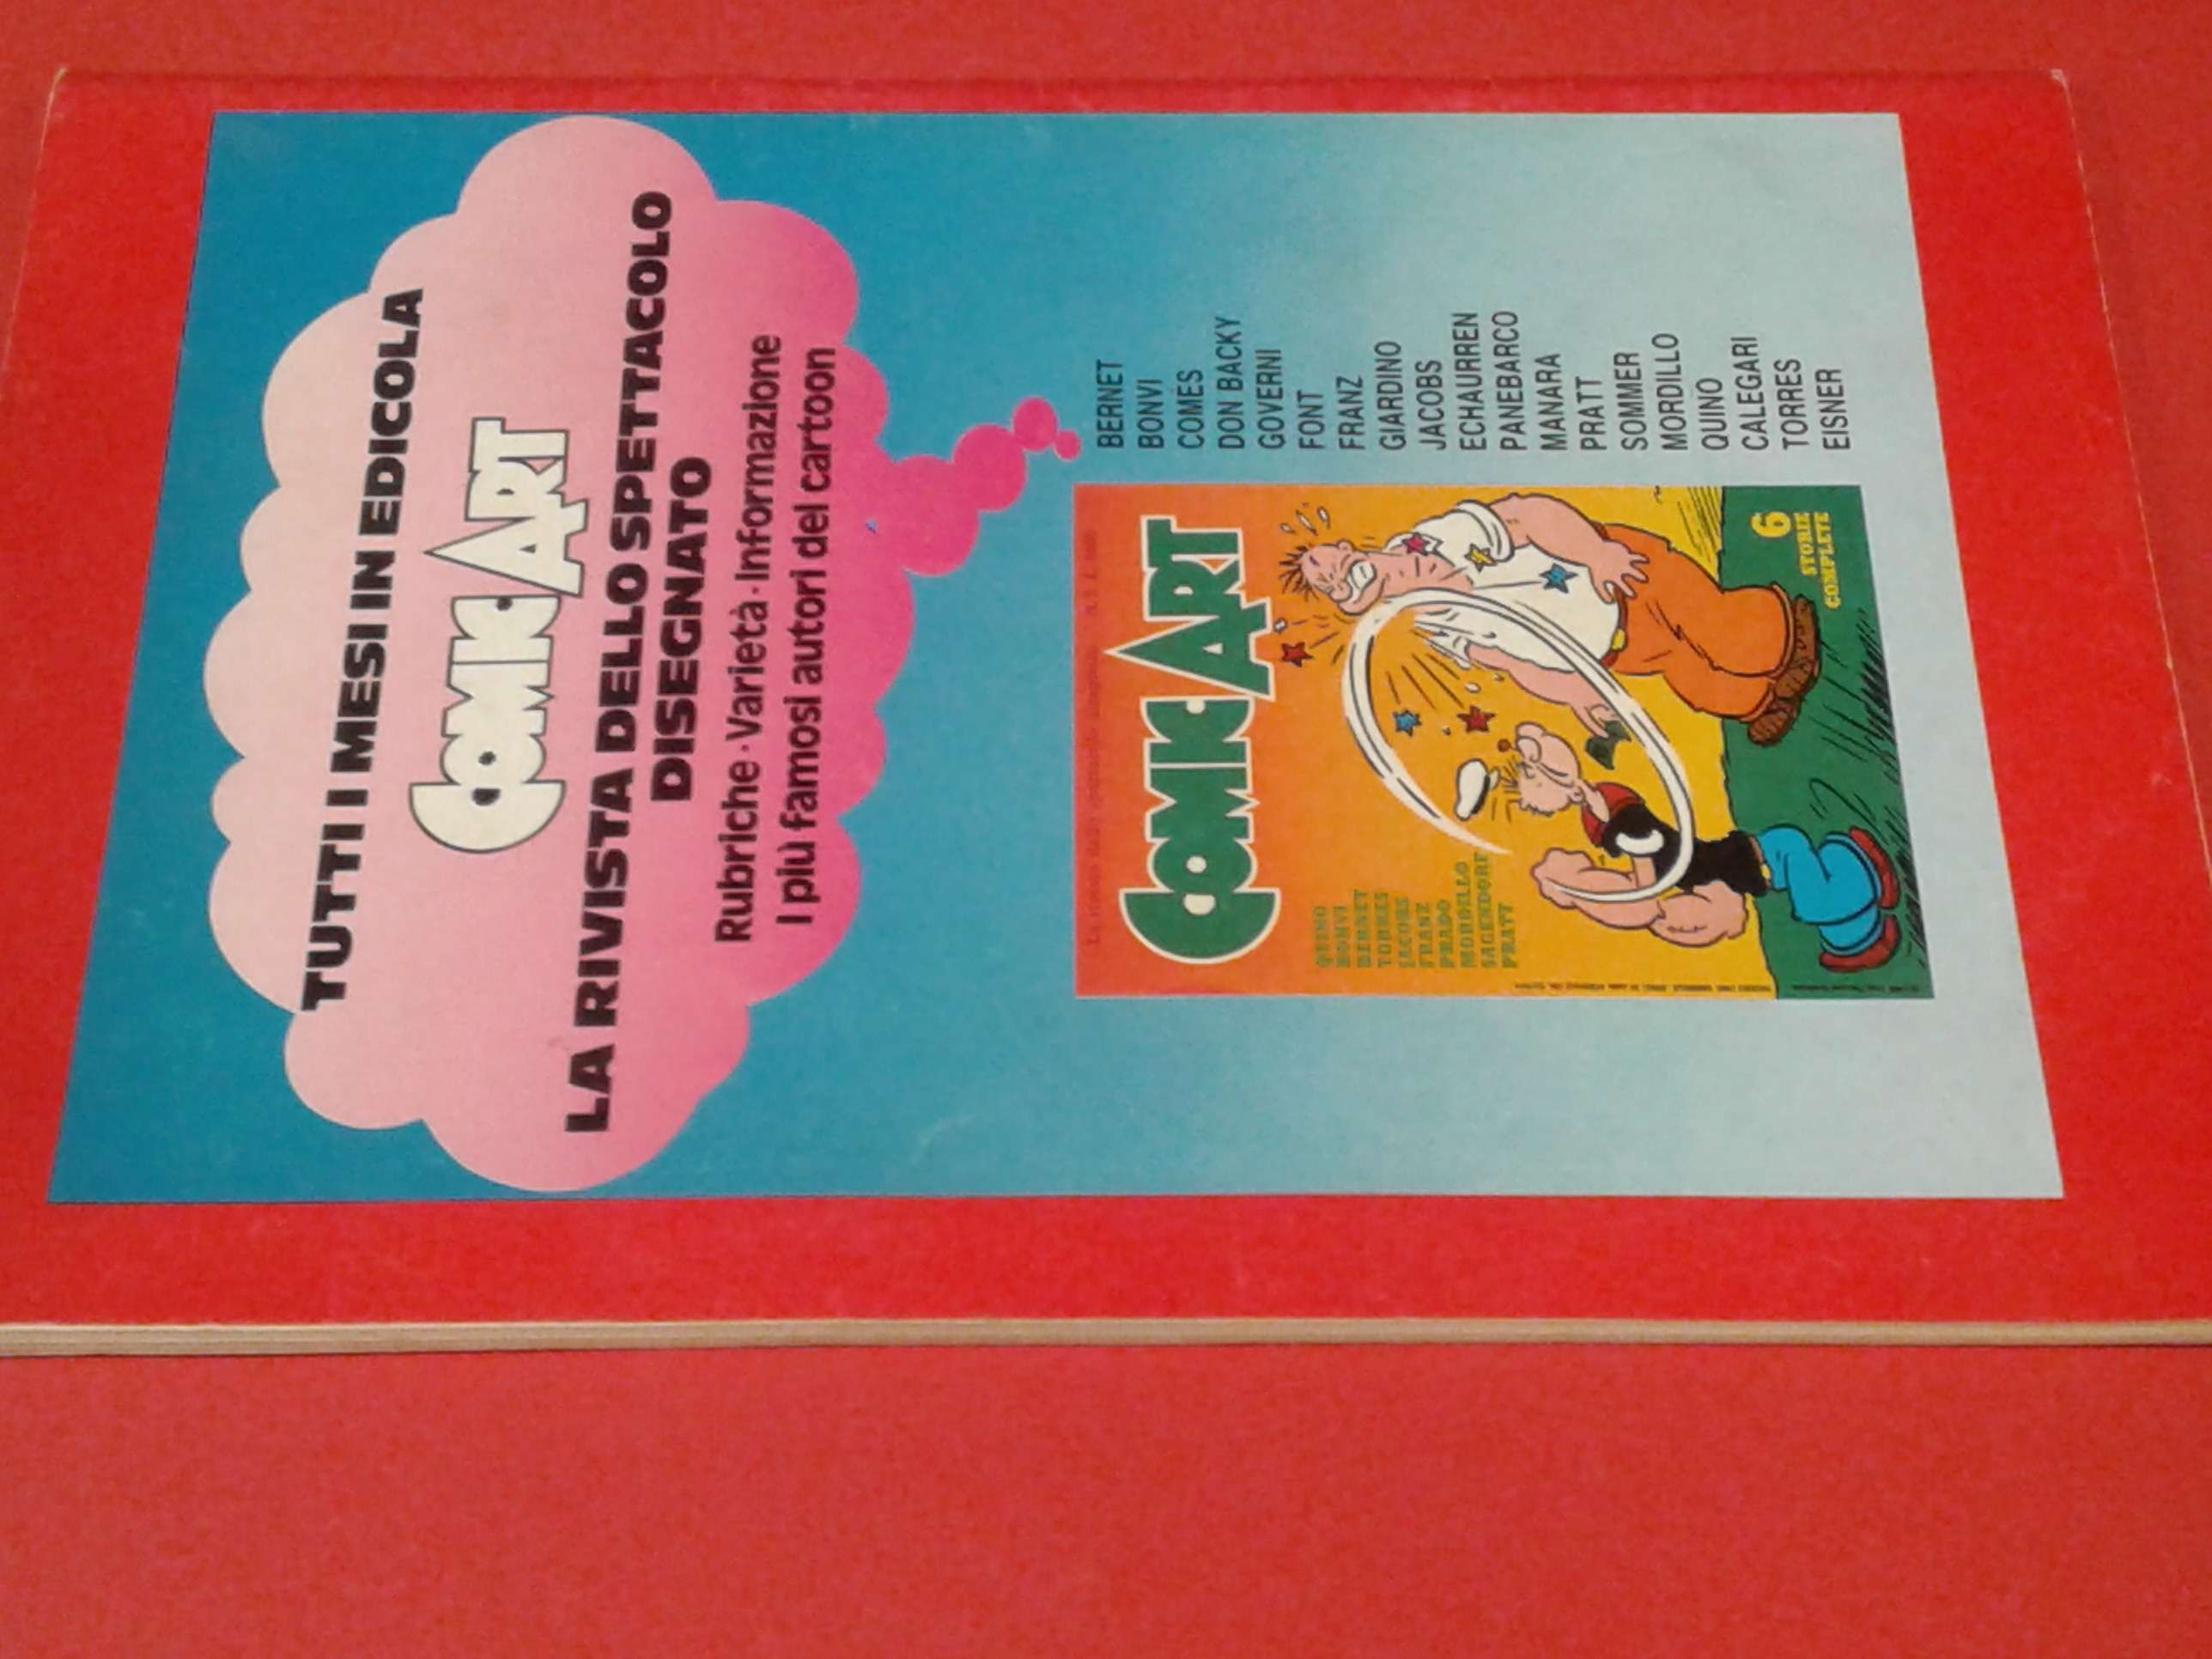 TUTTI I MESI IN EDICOLA
COMIC ART
LA RIVISTA DELLO SPETTACOLO
DISEGNATO
Rubriche · Varietà · Informazione
I più famosi autori del cartoon
COMIC ART
QUINO
BONVI
BERNET
TORRES
JACOBS
FRANZ
PRADO
MORDILLO
SAGENDORF
PRATT
6
STORIE
COMPLETE
BERNET
BONVI
COMÈS
DON BACKY
GOVERNI
FONT
FRANZ
GIARDINO
JACOBS
ECHAURREN
PANEBARCO
MANARA
PRATT
SOMMER
MORDILLO
QUINO
CALEGARI
TORRES
EISNER